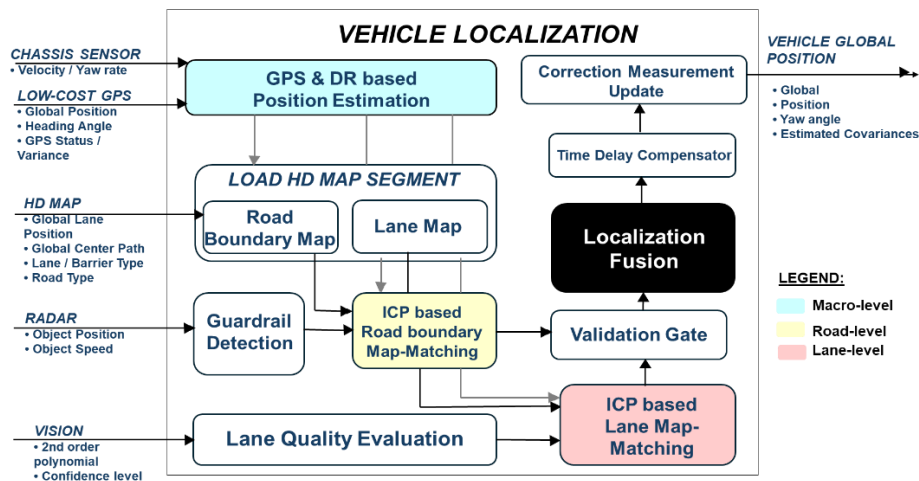 VEHICLE LOCALIZATION
CHASSIS SENSOR
• Velocity / Yaw rate
LOW-COST GPS
• Global Position
• Heading Angle
• GPS Status /
Variance
HD MAP
• Global Lane
Position
• Global Center Path
• Lane / Barrier Type
• Road Type
RADAR
• Object Position
• Object Speed
VISION
• 2nd order
polynomial
• Confidence level
GPS & DR based
Position Estimation
LOAD HD MAP SEGMENT
Road
Boundary Map
Lane Map
Guardrail
Detection
ICP based
Road boundary
Map-Matching
Lane Quality Evaluation
ICP based
Lane Map-
Matching
Validation Gate
Localization
Fusion
Time Delay Compensator
Correction Measurement
Update
VEHICLE GLOBAL
POSITION
• Global
• Position
• Yaw angle
• Estimated Covariances
LEGEND:
Macro-level
Road-level
Lane-level